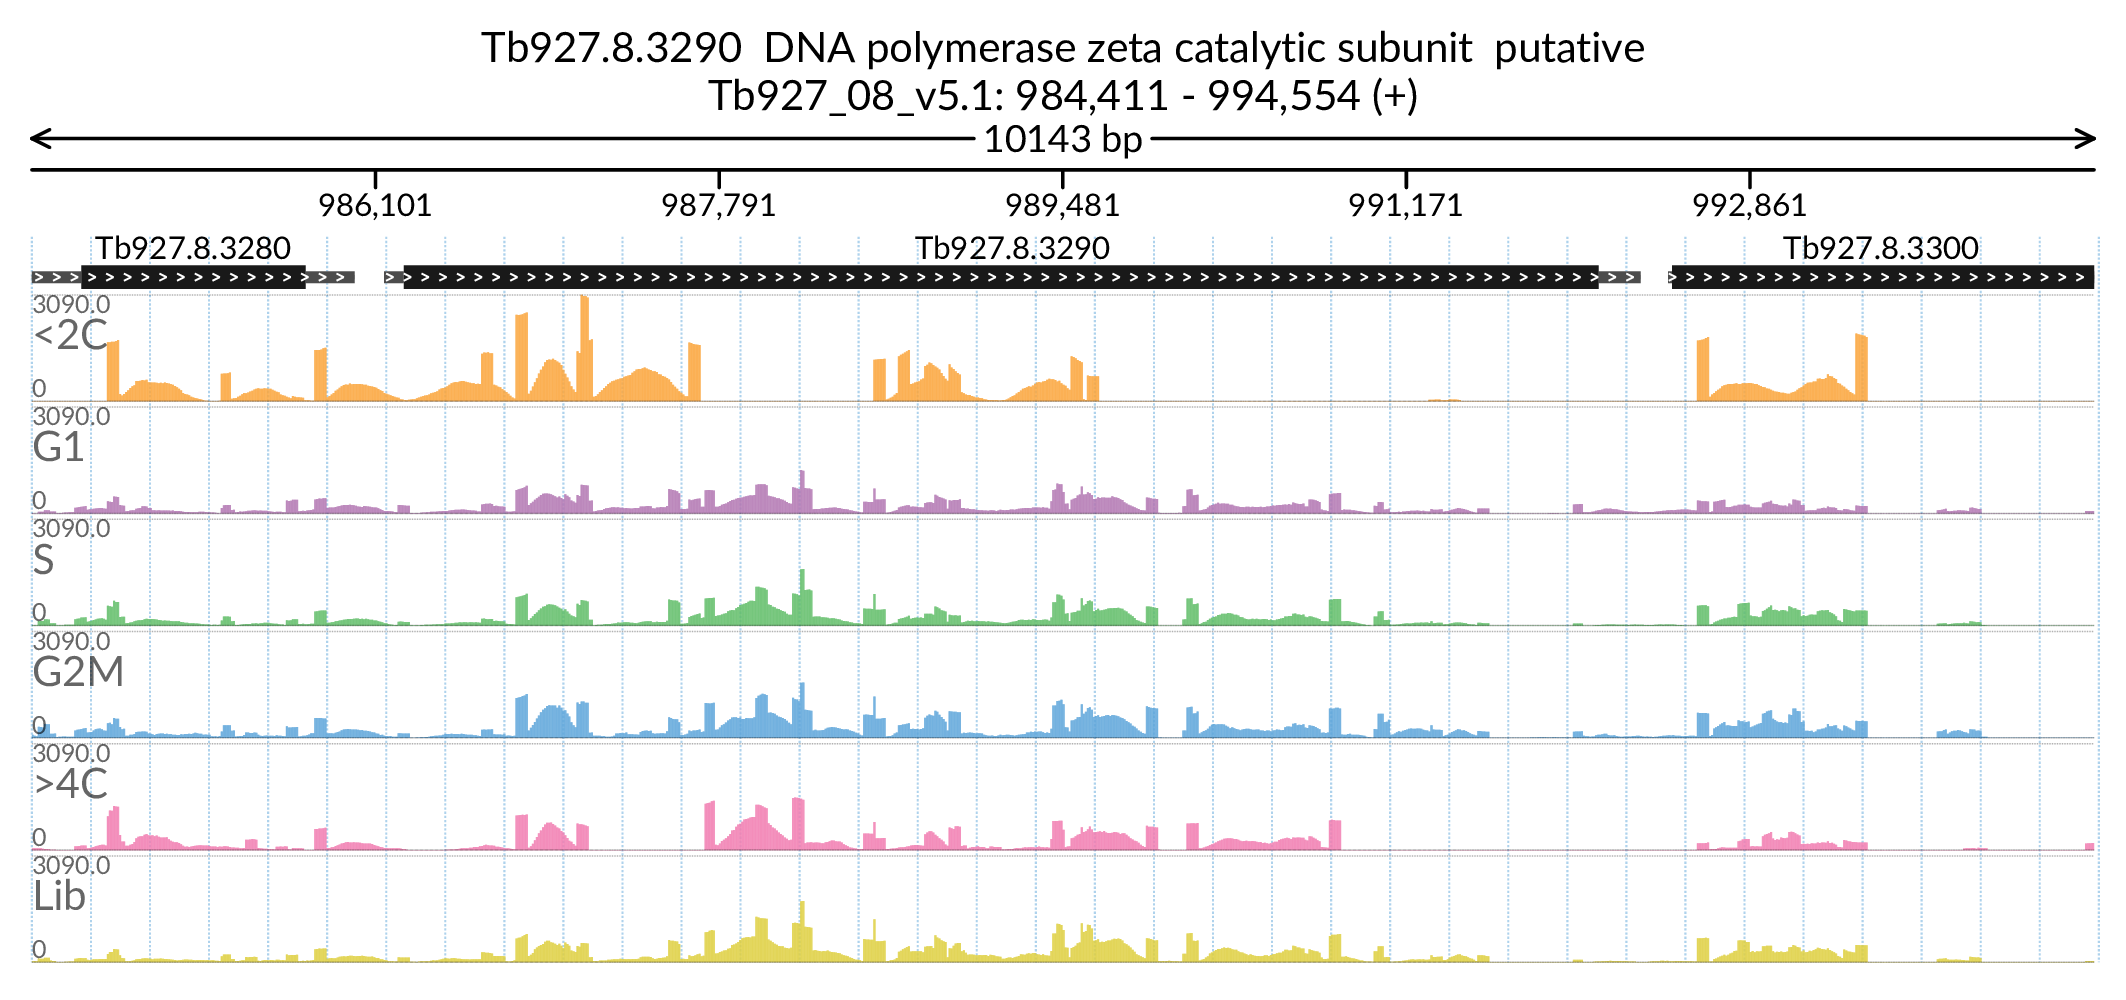 Tb927.8.3290  DNA polymerase zeta catalytic subunit  putative
Tb927_08_v5.1: 984,411 - 994,554 (+)
10143 bp
986,101 987,791 989,481 991,171 992,861
Tb927.8.3280 Tb927.8.3290 Tb927.8.3300
3090.0
<2C
0
3090.0
G1
0
3090.0
S
0
3090.0
G2M
0
3090.0
>4C
0
3090.0
Lib
0